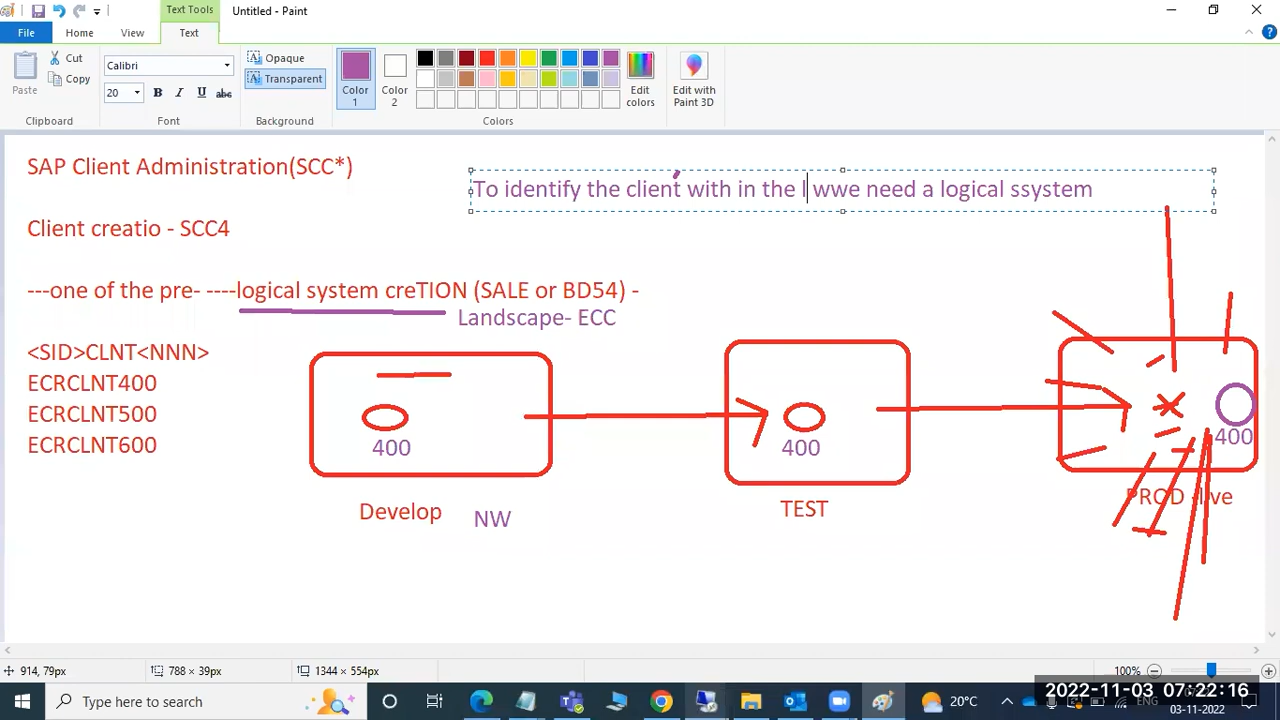 Text Tools
Untitled - Paint
File
Home
View
Text
Paste
Cut
Copy
Clipboard
Calibri
20
B I U abc
Font
Opaque
Transparent
Background
Color 1
Color 2
Edit colors
Colors
Edit with Paint 3D
SAP Client Administration(SCC*)
To identify the client with in the l wwe need a logical ssystem
Client creatio - SCC4
---one of the pre- ----logical system creTION (SALE or BD54) -
Landscape- ECC
<SID>CLNT<NNN>
ECRCLNT400
ECRCLNT500
ECRCLNT600
400
400
400
Develop
NW
TEST
PROD -live
914, 79px
788 × 39px
1344 × 554px
100%
Type here to search
20°C
ENG
2022-11-03 07:22:16
03-11-2022